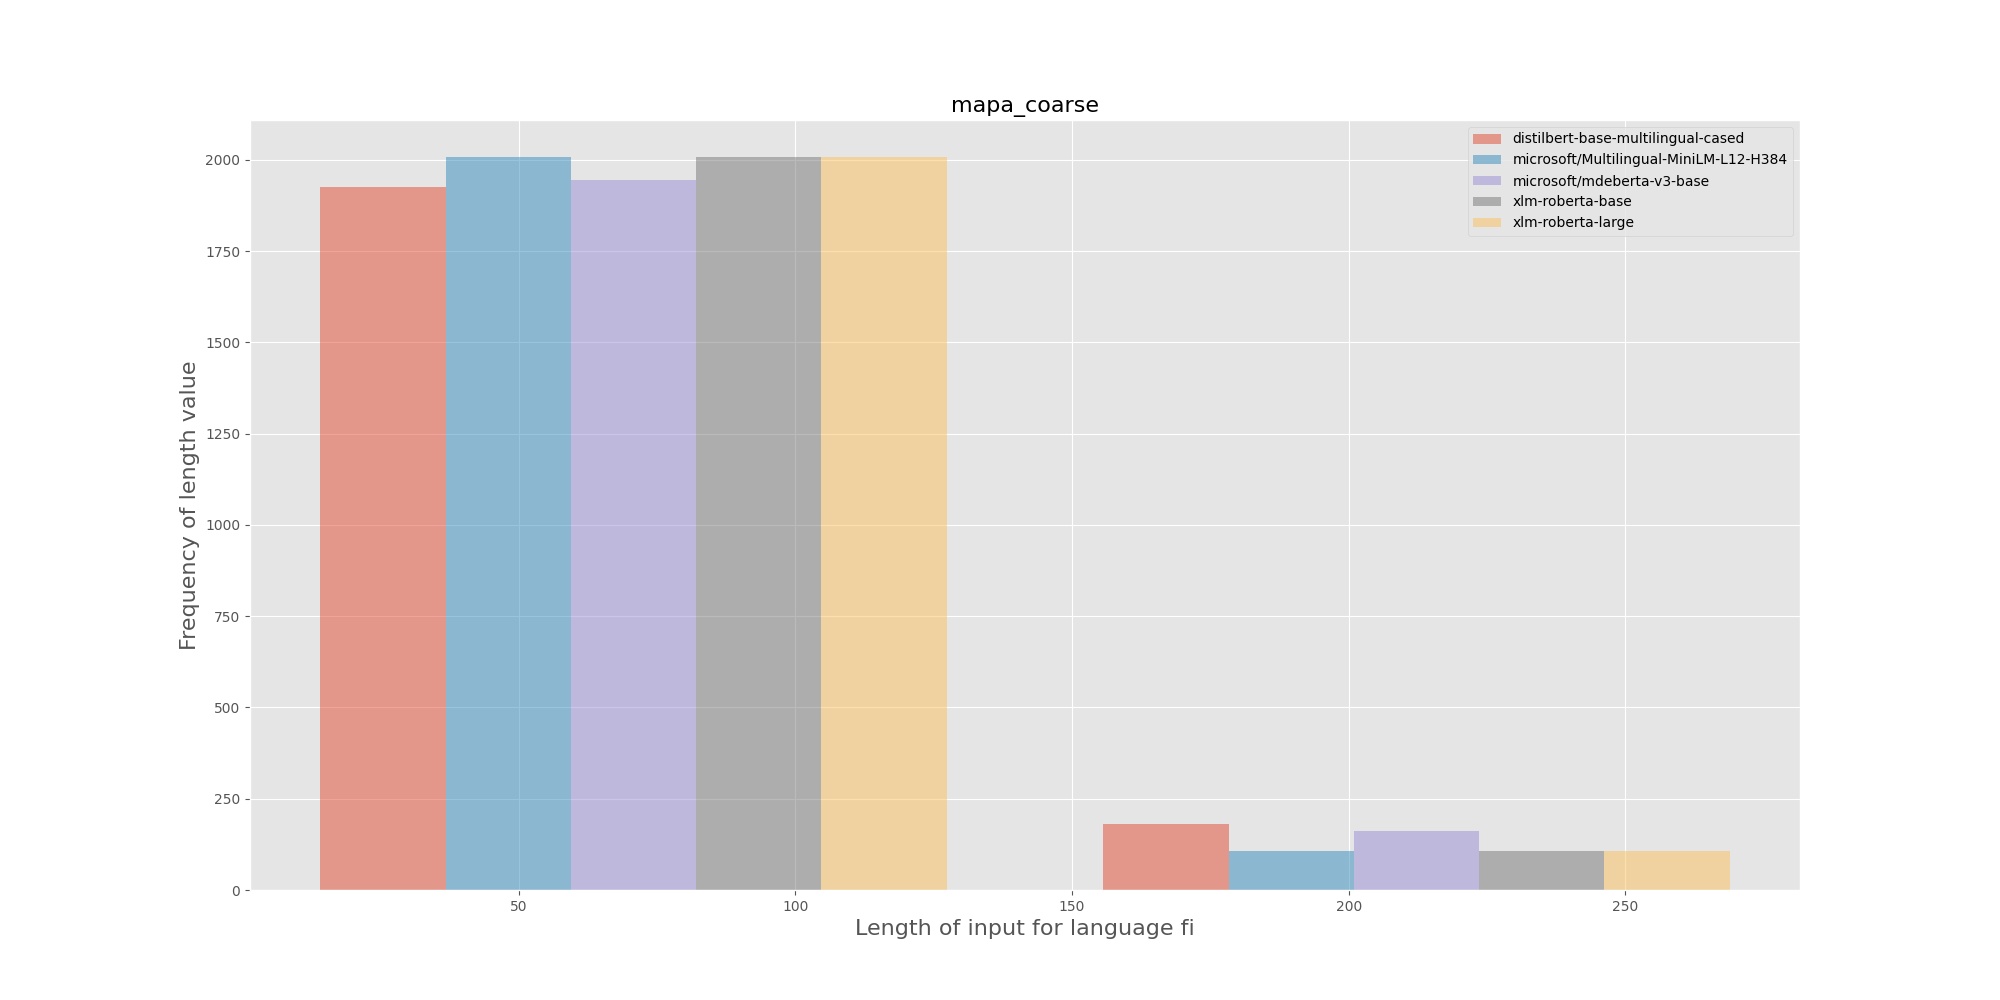 mapa_coarse
distilbert-base-multilingual-cased
microsoft/Multilingual-MiniLM-L12-H384
microsoft/mdeberta-v3-base
xlm-roberta-base
xlm-roberta-large
Frequency of length value
2000
1750
1500
1250
1000
750
500
250
0
50 100 150 200 250
Length of input for language fi